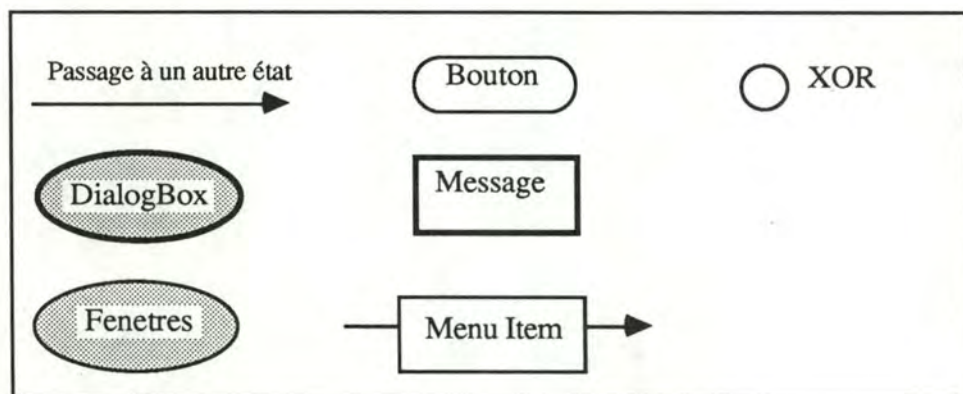 Passage à un autre état
Bouton
XOR
DialogBox
Message
Fenetres
Menu Item